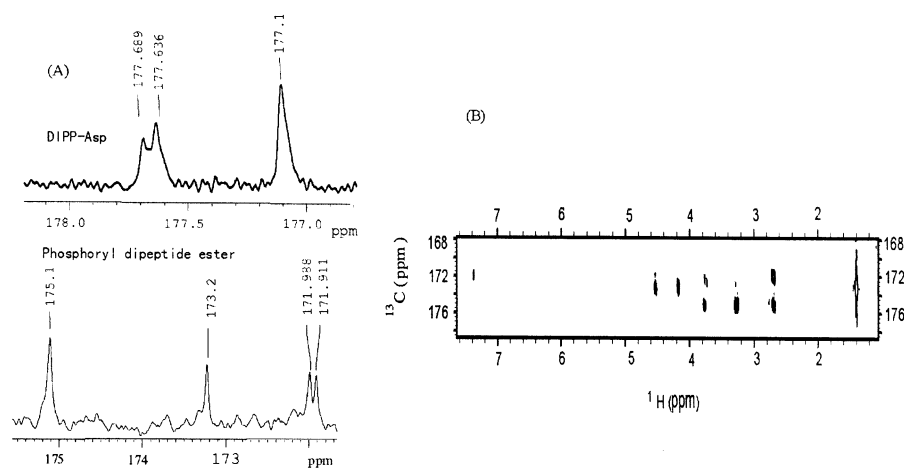 (A)
177.689
177.636
177.1
DIPP-Asp
178.0 177.5 177.0 ppm
Phosphoryl dipeptide ester
175.1
173.2
171.988
171.911
175 174 173 ppm
(B)
7 6 5 4 3 2
168 168
172 172
176 176
¹³C (ppm)
7 6 5 4 3 2
¹H (ppm)